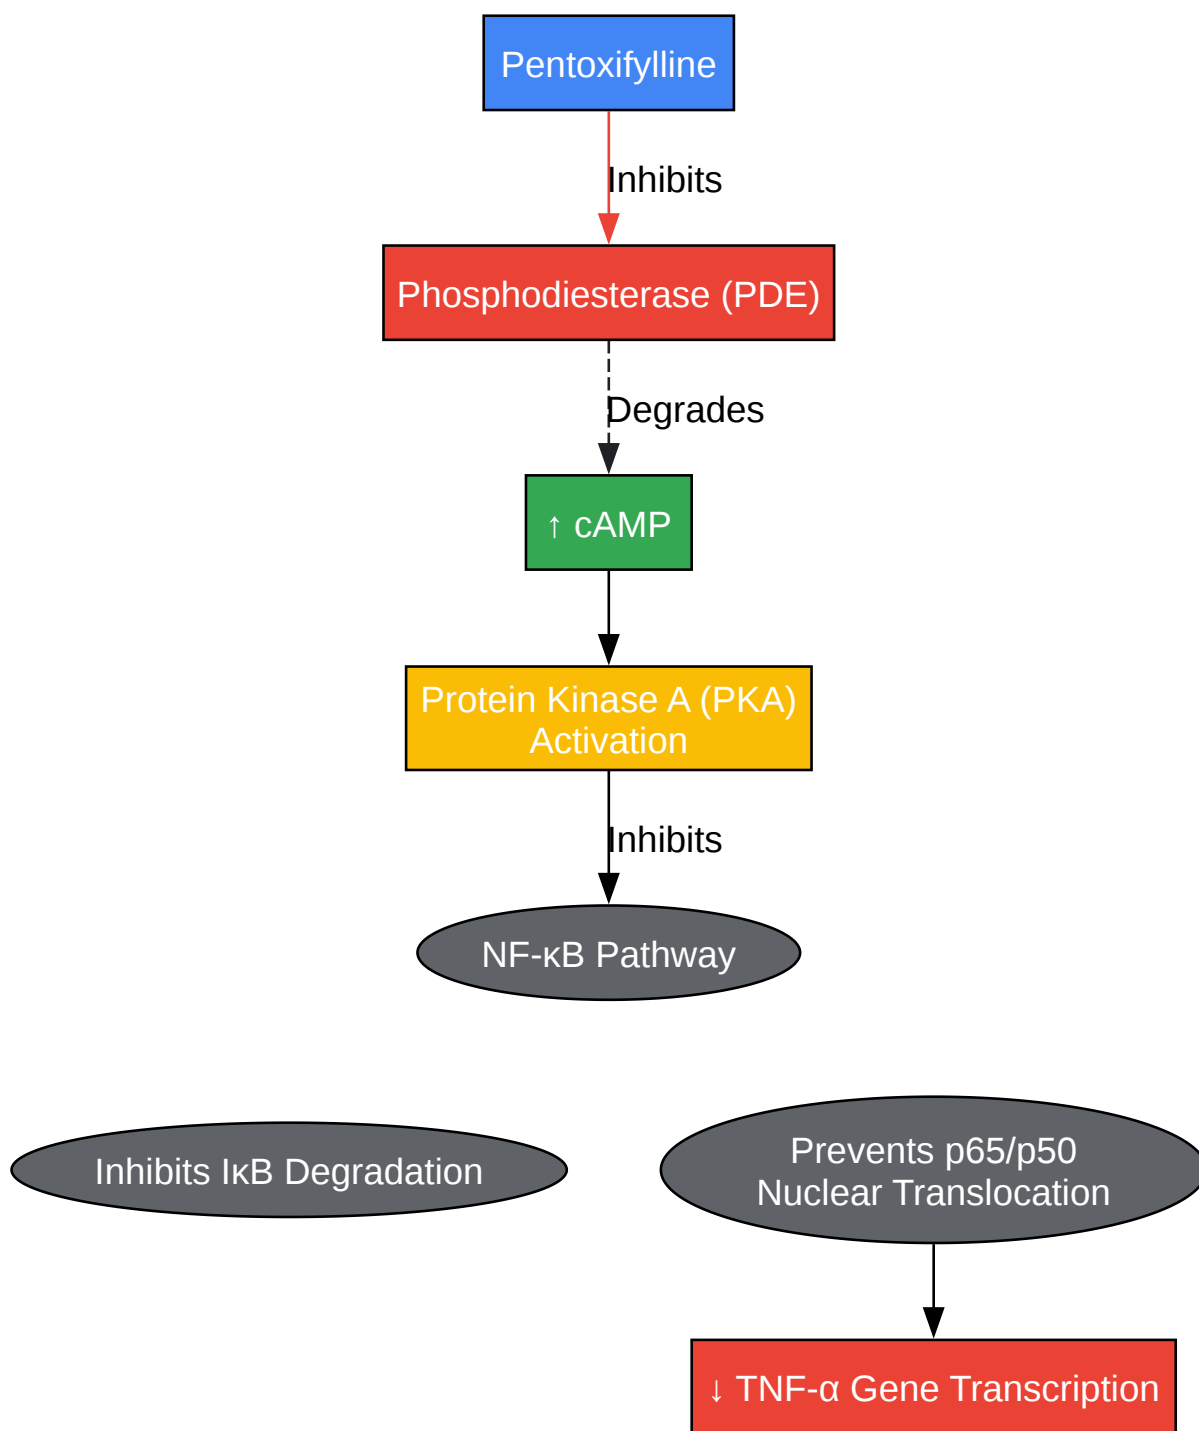 Pentoxifylline
Inhibits
Phosphodiesterase (PDE)
Degrades
↑ cAMP
Protein Kinase A (PKA)
Activation
Inhibits
NF-κB Pathway
Inhibits IκB Degradation
Prevents p65/p50
Nuclear Translocation
↓ TNF-α Gene Transcription